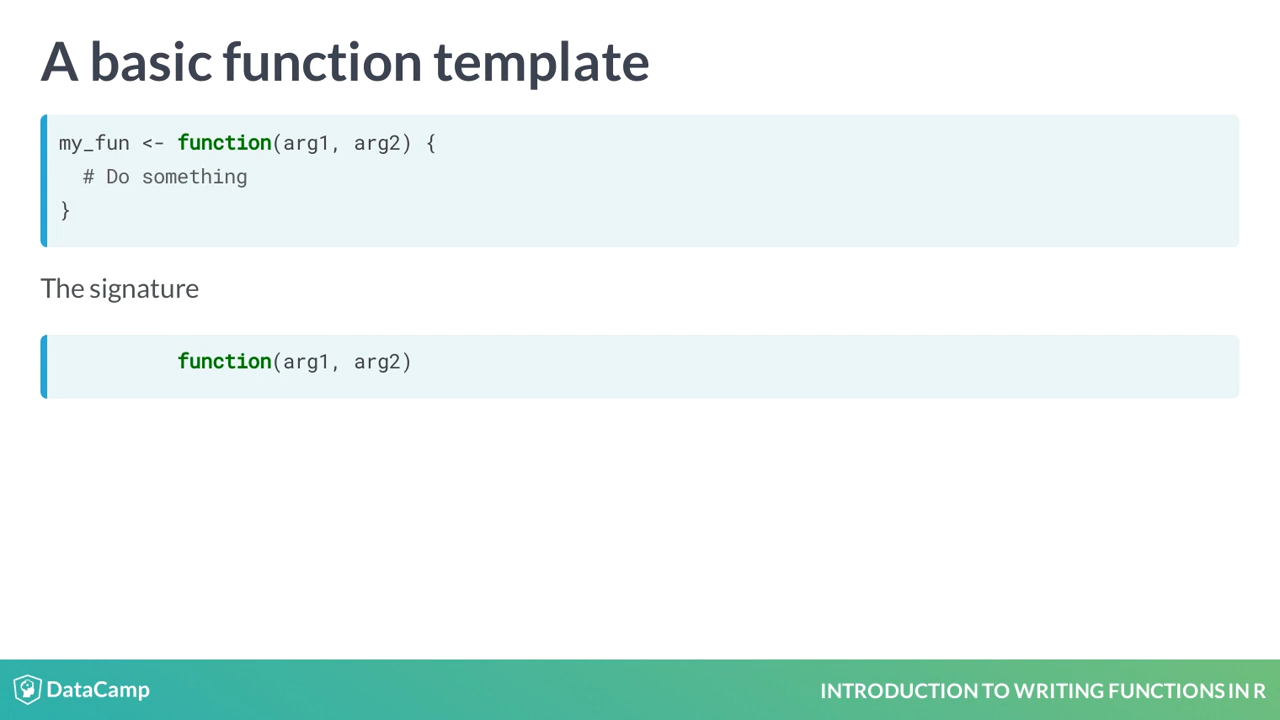 A basic function template
my_fun <- function(arg1, arg2) {
  # Do something
}
The signature
function(arg1, arg2)
DataCamp
INTRODUCTION TO WRITING FUNCTIONS IN R